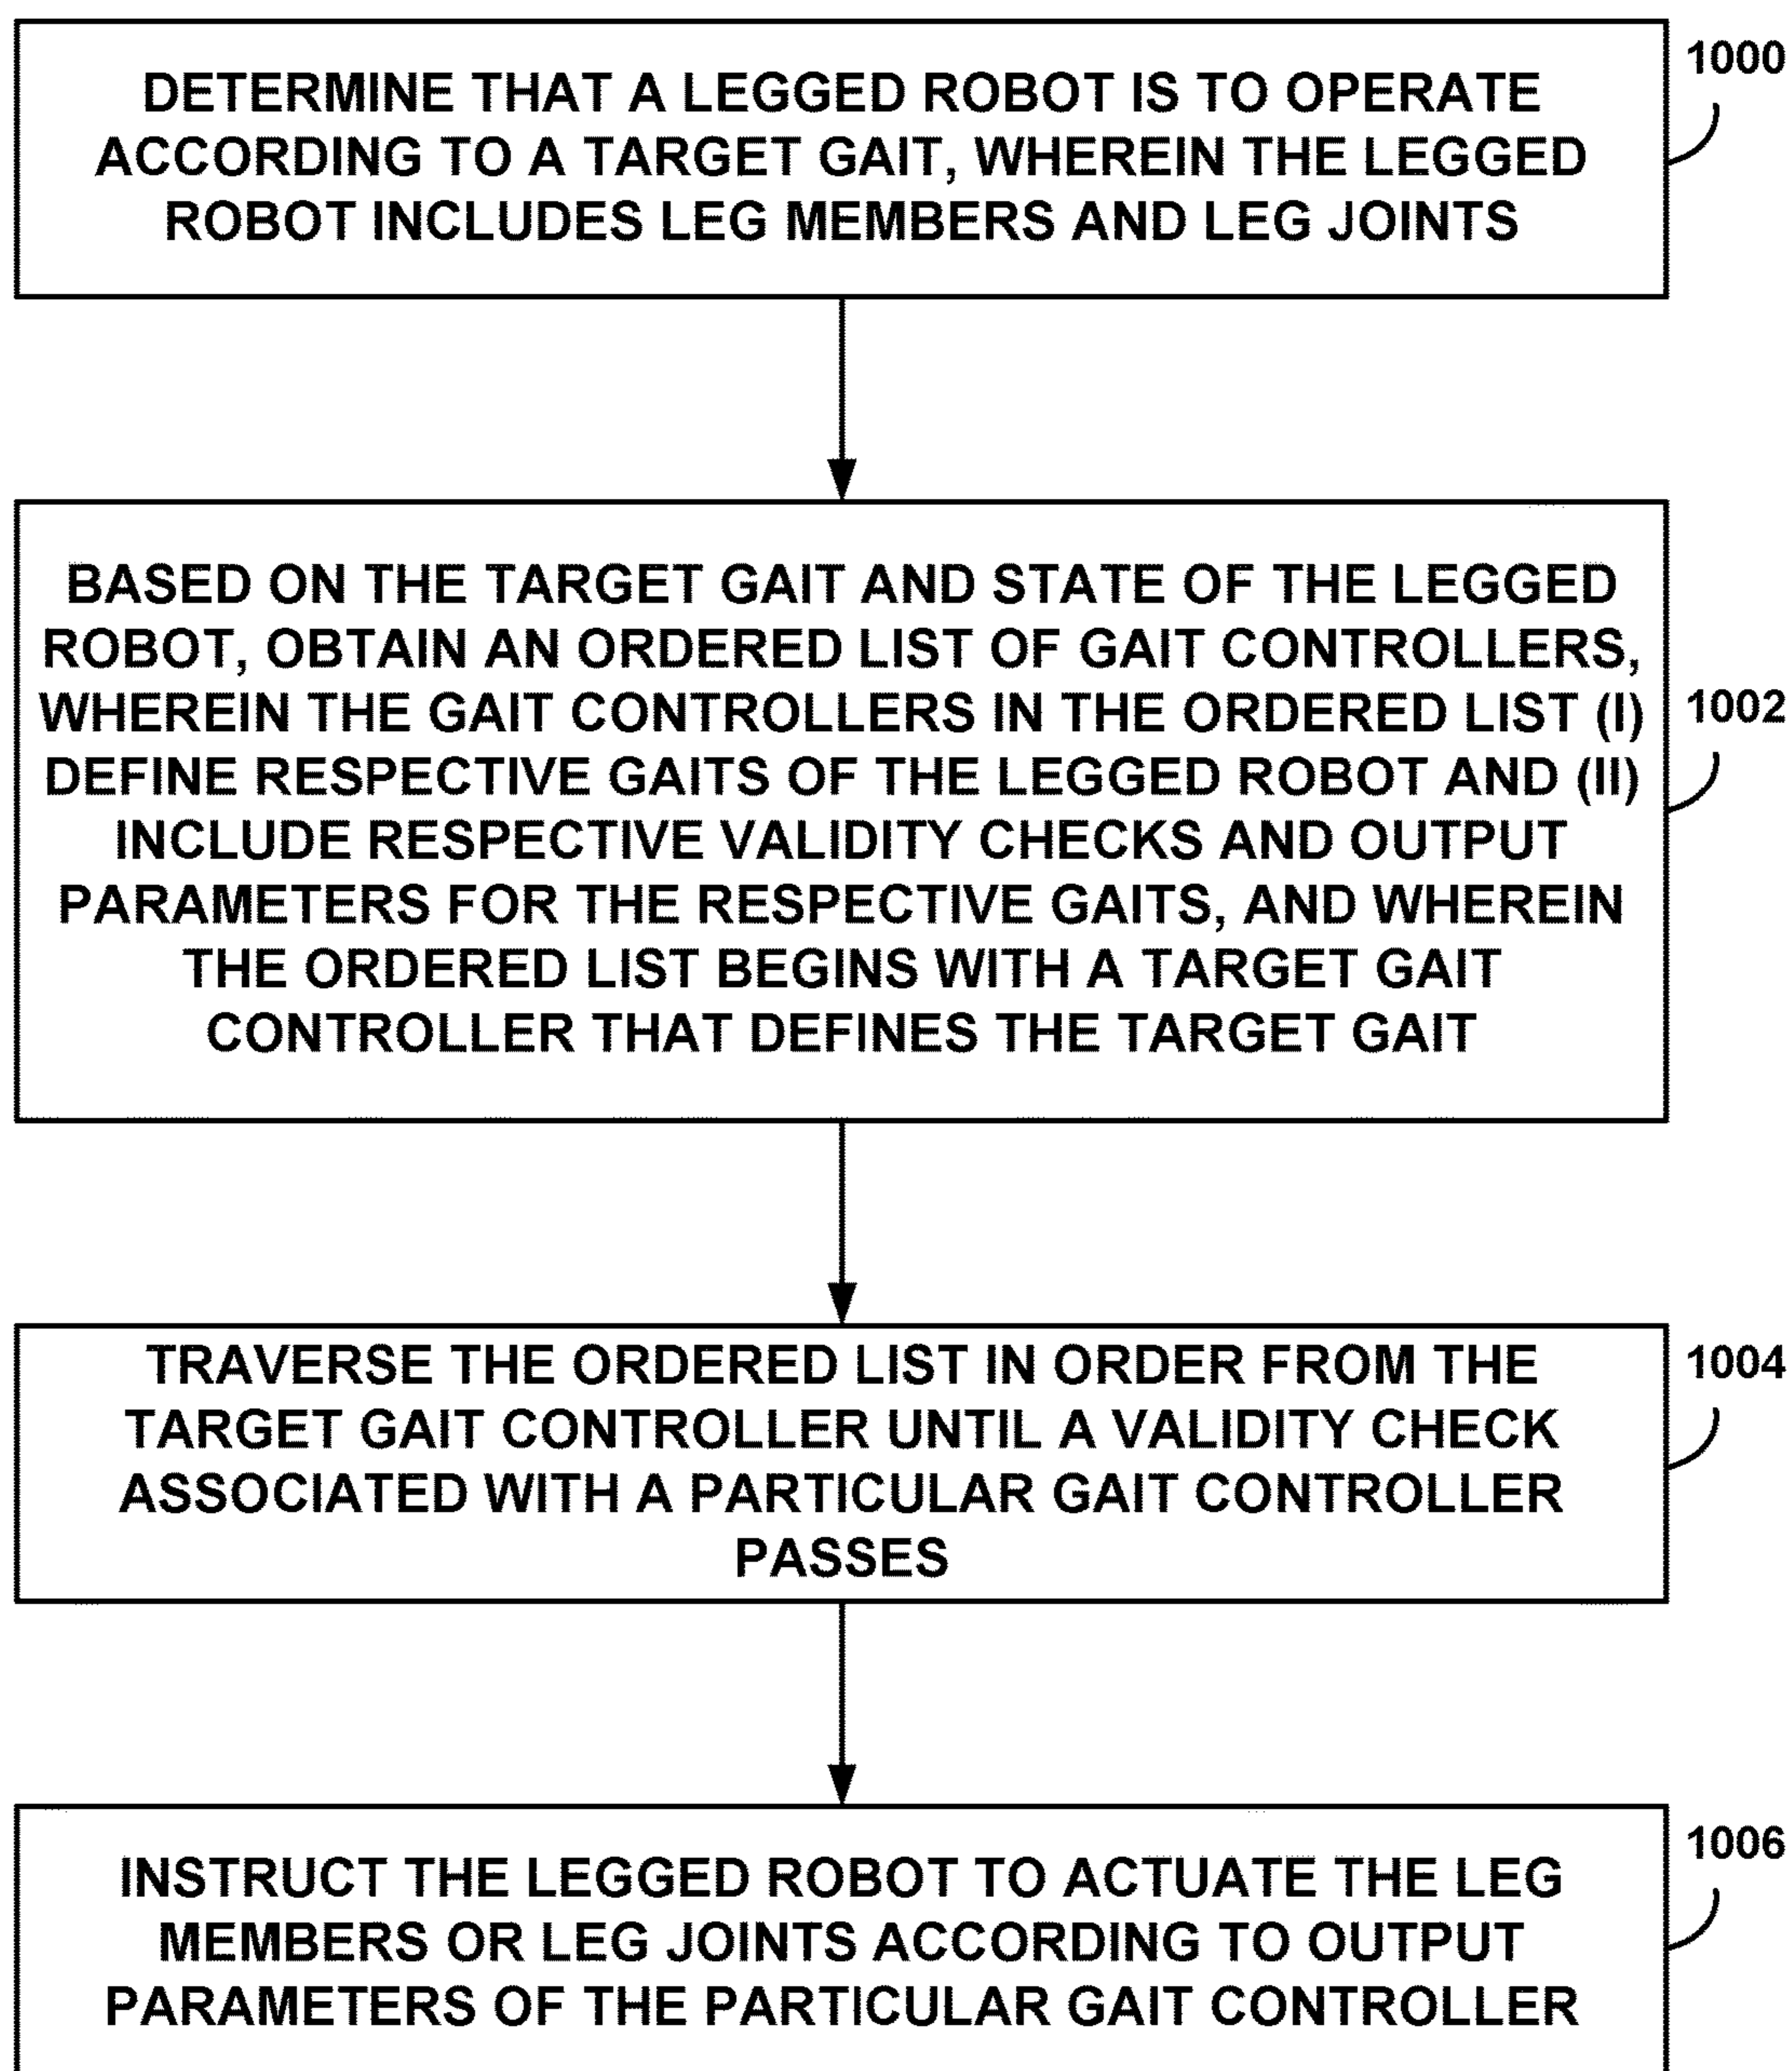 DETERMINE THAT A LEGGED ROBOT IS TO OPERATE
ACCORDING TO A TARGET GAIT, WHEREIN THE LEGGED
ROBOT INCLUDES LEG MEMBERS AND LEG JOINTS
1000
BASED ON THE TARGET GAIT AND STATE OF THE LEGGED
ROBOT, OBTAIN AN ORDERED LIST OF GAIT CONTROLLERS,
WHEREIN THE GAIT CONTROLLERS IN THE ORDERED LIST (I)
DEFINE RESPECTIVE GAITS OF THE LEGGED ROBOT AND (II)
INCLUDE RESPECTIVE VALIDITY CHECKS AND OUTPUT
PARAMETERS FOR THE RESPECTIVE GAITS, AND WHEREIN
THE ORDERED LIST BEGINS WITH A TARGET GAIT
CONTROLLER THAT DEFINES THE TARGET GAIT
1002
TRAVERSE THE ORDERED LIST IN ORDER FROM THE
TARGET GAIT CONTROLLER UNTIL A VALIDITY CHECK
ASSOCIATED WITH A PARTICULAR GAIT CONTROLLER
PASSES
1004
INSTRUCT THE LEGGED ROBOT TO ACTUATE THE LEG
MEMBERS OR LEG JOINTS ACCORDING TO OUTPUT
PARAMETERS OF THE PARTICULAR GAIT CONTROLLER
1006